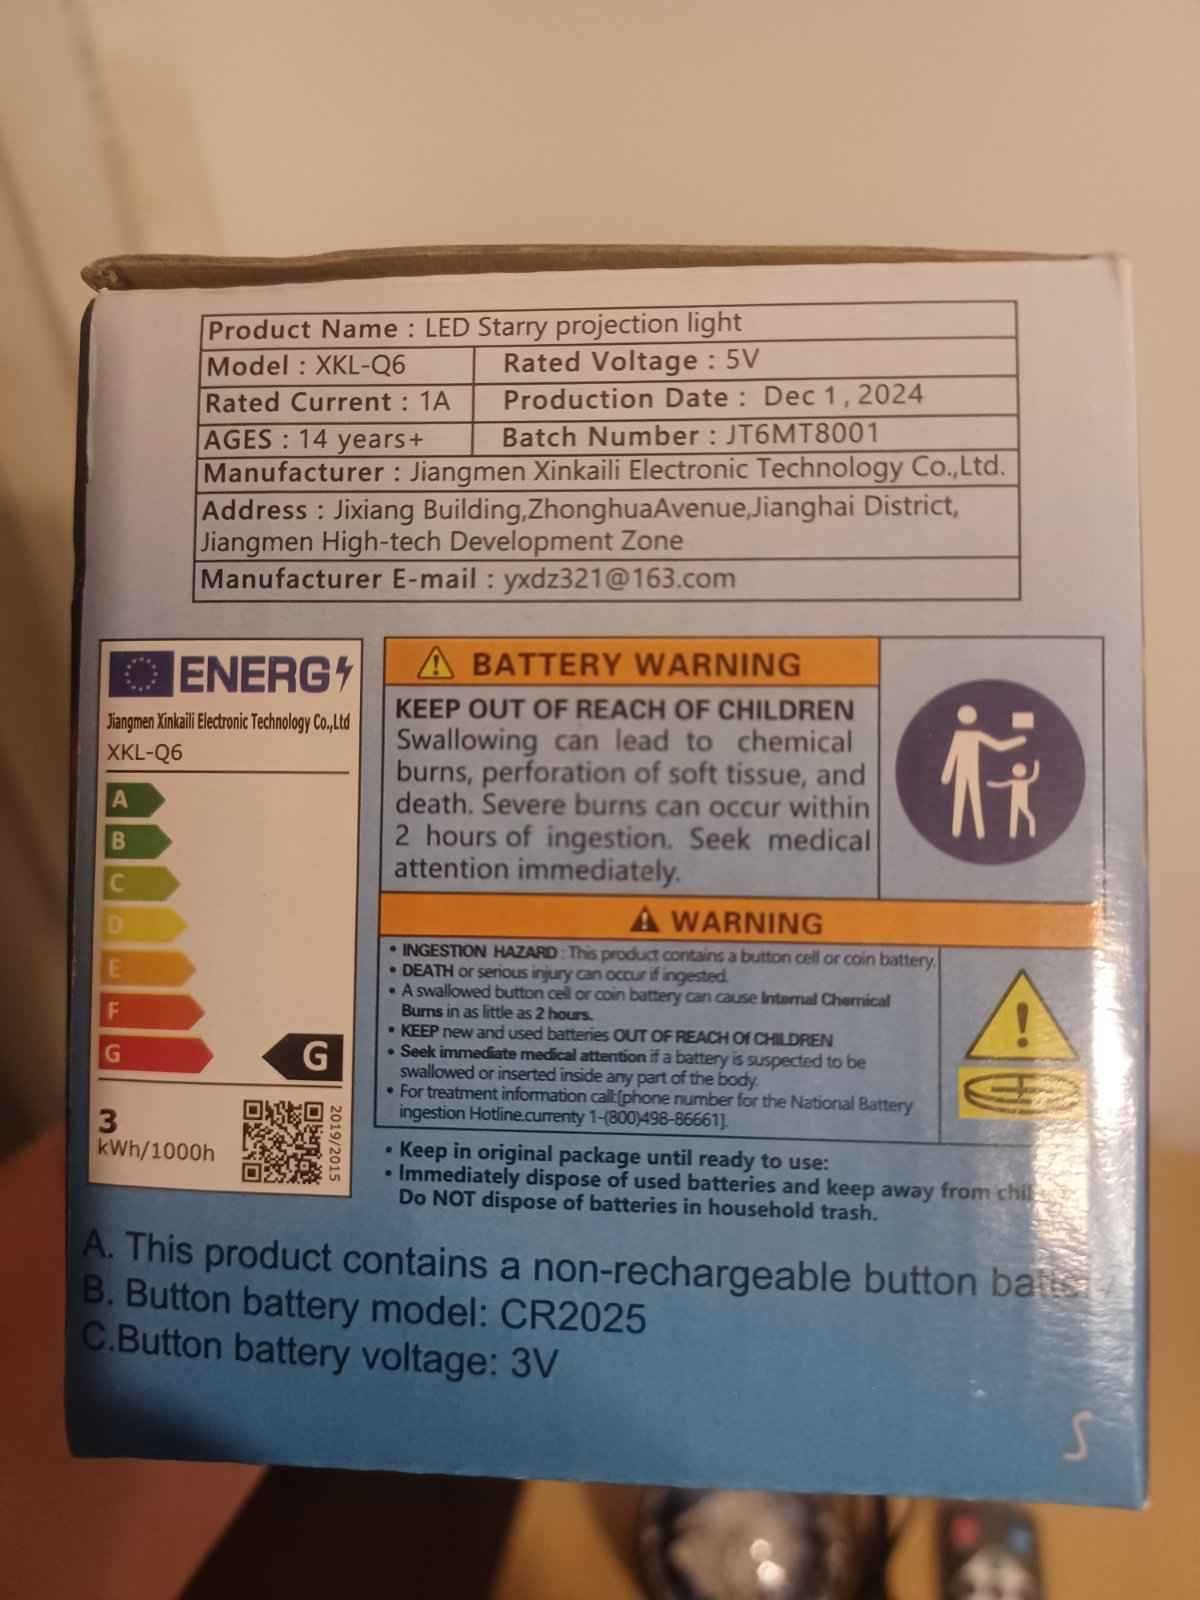 Product Name : LED Starry projection light
Model : XKL-Q6 Rated Voltage : 5V
Rated Current : 1A Production Date : Dec 1 , 2024
AGES : 14 years+ Batch Number : JT6MT8001
Manufacturer : Jiangmen Xinkaili Electronic Technology Co.,Ltd.
Address : Jixiang Building,ZhonghuaAvenue,Jianghai District,
Jiangmen High-tech Development Zone
Manufacturer E-mail : yxdz321@163.com
ENERG
Jiangmen Xinkaili Electronic Technology Co.,Ltd
XKL-Q6
A
B
C
D
E
F
G
G
3
kWh/1000h
2019/2015
BATTERY WARNING
KEEP OUT OF REACH OF CHILDREN
Swallowing can lead to chemical
burns, perforation of soft tissue, and
death. Severe burns can occur within
2 hours of ingestion. Seek medical
attention immediately.
WARNING
• INGESTION HAZARD : This product contains a button cell or coin battery.
• DEATH or serious injury can occur if ingested.
• A swallowed button cell or coin battery can cause Internal Chemical
Burns in as little as 2 hours.
• KEEP new and used batteries OUT OF REACH Of CHILDREN
• Seek immediate medical attention if a battery is suspected to be
swallowed or inserted inside any part of the body.
• For treatment information call:[phone number for the National Battery
ingestion Hotline.currenty 1-(800)498-86661].
• Keep in original package until ready to use:
• Immediately dispose of used batteries and keep away from
Do NOT dispose of batteries in household trash.
A. This product contains a non-rechargeable button
B. Button battery model: CR2025
C.Button battery voltage: 3V
S